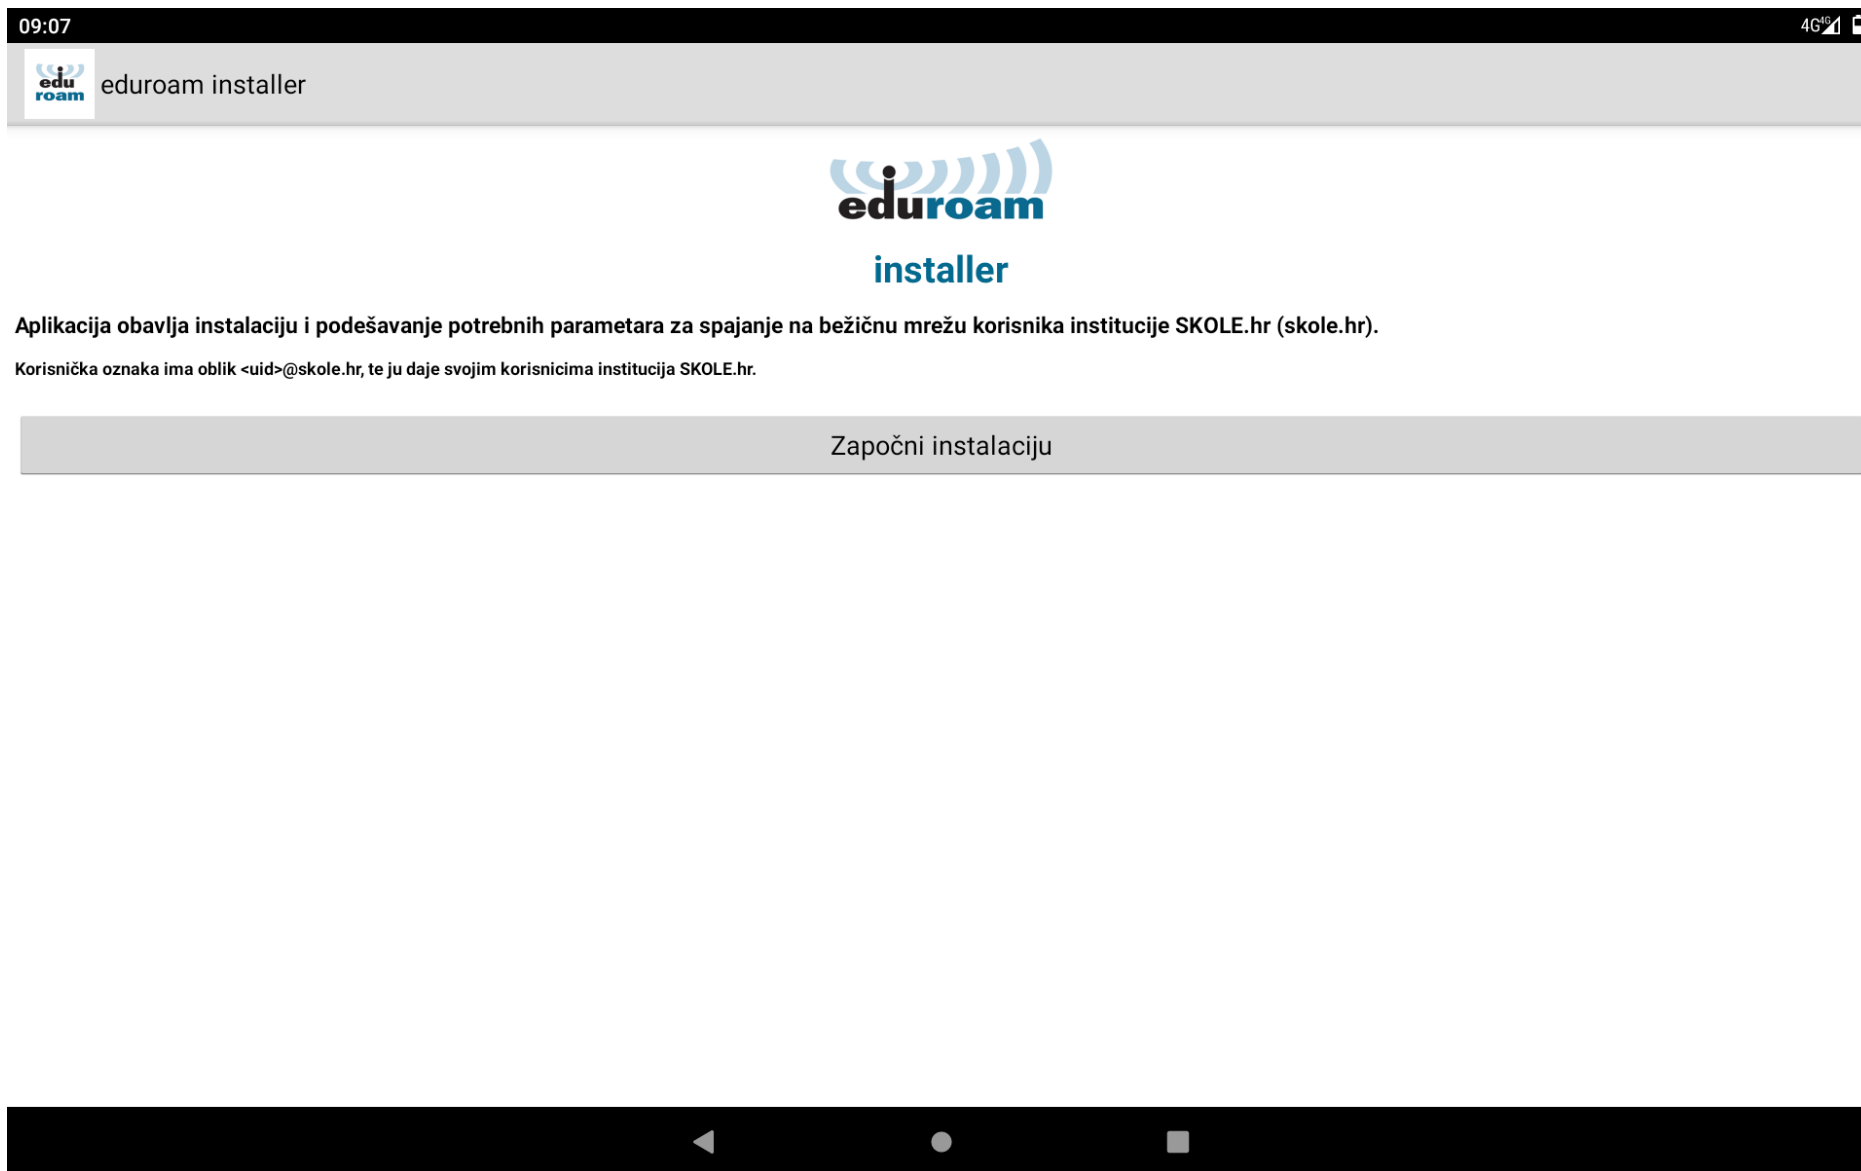 09:07
4G 4G
edu
roam
eduroam installer
eduroam
installer
Aplikacija obavlja instalaciju i podešavanje potrebnih parametara za spajanje na bežičnu mrežu korisnika institucije SKOLE.hr (skole.hr).
Korisnička oznaka ima oblik <uid>@skole.hr, te ju daje svojim korisnicima institucija SKOLE.hr.
Započni instalaciju